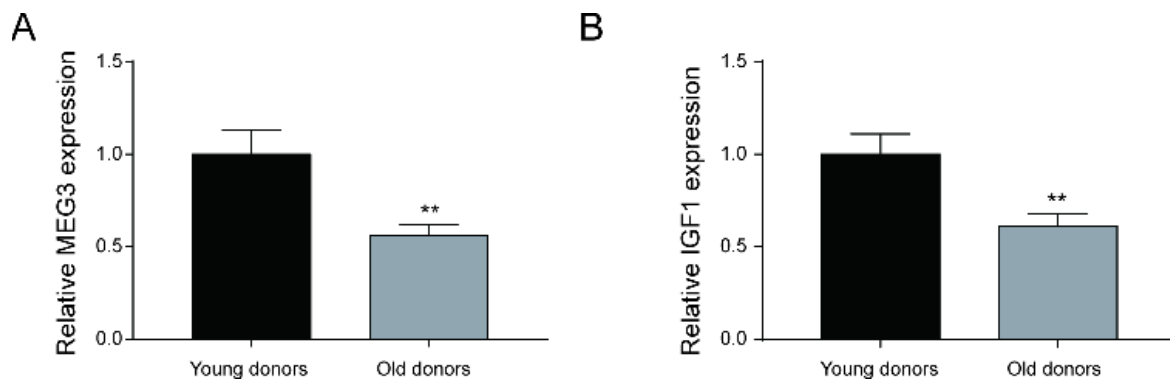 A
Relative MEG3 expression
1.5
1.0
0.5
0.0
**
Young donors
Old donors
B
Relative IGF1 expression
1.5
1.0
0.5
0.0
**
Young donors
Old donors